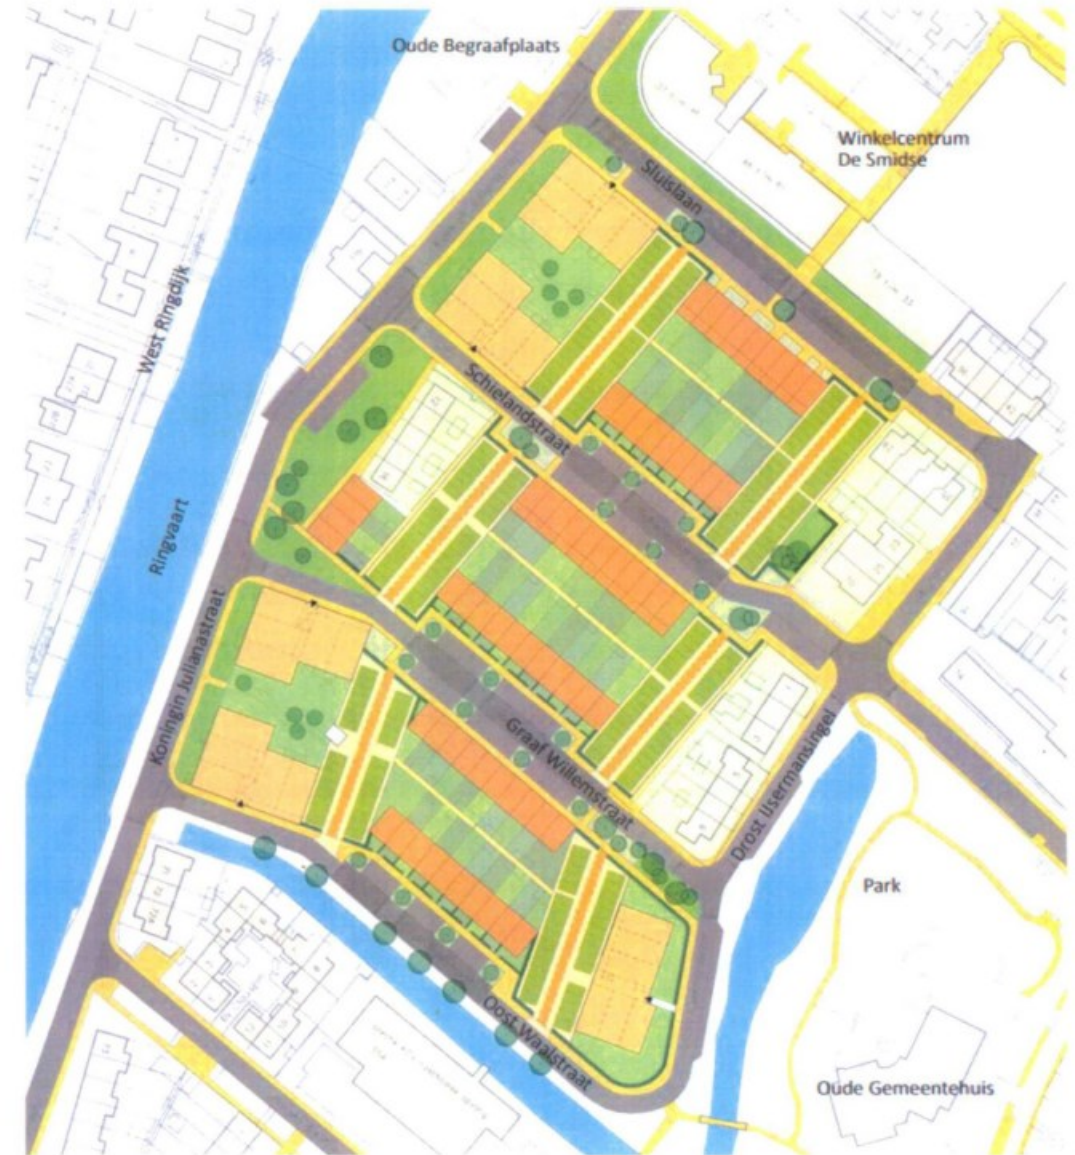 Oude Begraafplaats
Winkelcentrum
De Smidse
Sluislaan
West Ringdijk
Schielandstraat
Ringvaart
Koningin Julianastraat
Graaf Willemstraat
Drost IJsermansingel
Park
Oost Waalstraat
Oude Gemeentehuis